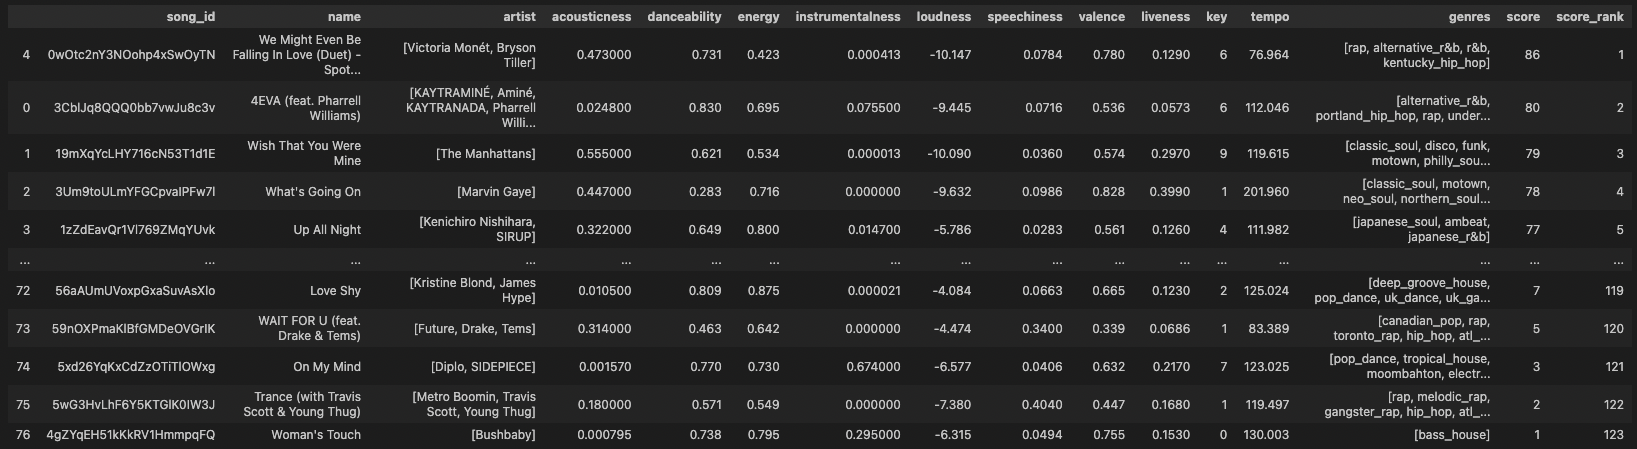 song_id name artist acousticness danceability energy instrumentalness loudness speechiness valence liveness key tempo genres score score_rank
We Might Even Be
Falling In Love (Duet) -
Spot...
[Victoria Monét, Bryson
Tiller]
[rap, alternative_r&b, r&b,
kentucky_hip_hop]
4 0wOtc2nY3NOohp4xSwOyTN 0.473000 0.731 0.423 0.000413 -10.147 0.0784 0.780 0.1290 6 76.964 86 1
4EVA (feat. Pharrell
Williams)
[KAYTRAMINÉ, Aminé,
KAYTRANADA, Pharrell
Willi...
[alternative_r&b,
portland_hip_hop, rap, under...
0 3CbIJq8QQQ0bb7vwJu8c3v 0.024800 0.830 0.695 0.075500 -9.445 0.0716 0.536 0.0573 6 112.046 80 2
Wish That You Were
Mine
[classic_soul, disco, funk,
motown, philly_sou...
1 19mXqYcLHY716cN53T1d1E [The Manhattans] 0.555000 0.621 0.534 0.000013 -10.090 0.0360 0.574 0.2970 9 119.615 79 3
[classic_soul, motown,
neo_soul, northern_soul...
2 3Um9toULmYFGCpvaIPFw7l What's Going On [Marvin Gaye] 0.447000 0.283 0.716 0.000000 -9.632 0.0986 0.828 0.3990 1 201.960 78 4
[Kenichiro Nishihara,
SIRUP]
[japanese_soul, ambeat,
japanese_r&b]
3 1zZdEavQr1Vl769ZMqYUvk Up All Night 0.322000 0.649 0.800 0.014700 -5.786 0.0283 0.561 0.1260 4 111.982 77 5
... ... ... ... ... ... ... ... ... ... ... ... ... ... ... ... ...
[Kristine Blond, James
Hype]
[deep_groove_house,
pop_dance, uk_dance, uk_ga...
72 56aAUmUVoxpGxaSuvAsXlo Love Shy 0.010500 0.809 0.875 0.000021 -4.084 0.0663 0.665 0.1230 2 125.024 7 119
WAIT FOR U (feat.
Drake & Tems)
[canadian_pop, rap,
toronto_rap, hip_hop, atl_...
73 59nOXPmaKlBfGMDeOVGrIK [Future, Drake, Tems] 0.314000 0.463 0.642 0.000000 -4.474 0.3400 0.339 0.0686 1 83.389 5 120
[pop_dance, tropical_house,
moombahton, electr...
74 5xd26YqKxCdZzOTiTIOWxg On My Mind [Diplo, SIDEPIECE] 0.001570 0.770 0.730 0.674000 -6.577 0.0406 0.632 0.2170 7 123.025 3 121
Trance (with Travis
Scott & Young Thug)
[Metro Boomin, Travis
Scott, Young Thug]
[rap, melodic_rap,
gangster_rap, hip_hop, atl_...
75 5wG3HvLhF6Y5KTGIK0IW3J 0.180000 0.571 0.549 0.000000 -7.380 0.4040 0.447 0.1680 1 119.497 2 122
76 4gZYqEH51kKkRV1HmmpqFQ Woman's Touch [Bushbaby] 0.000795 0.738 0.795 0.295000 -6.315 0.0494 0.755 0.1530 0 130.003 [bass_house] 1 123